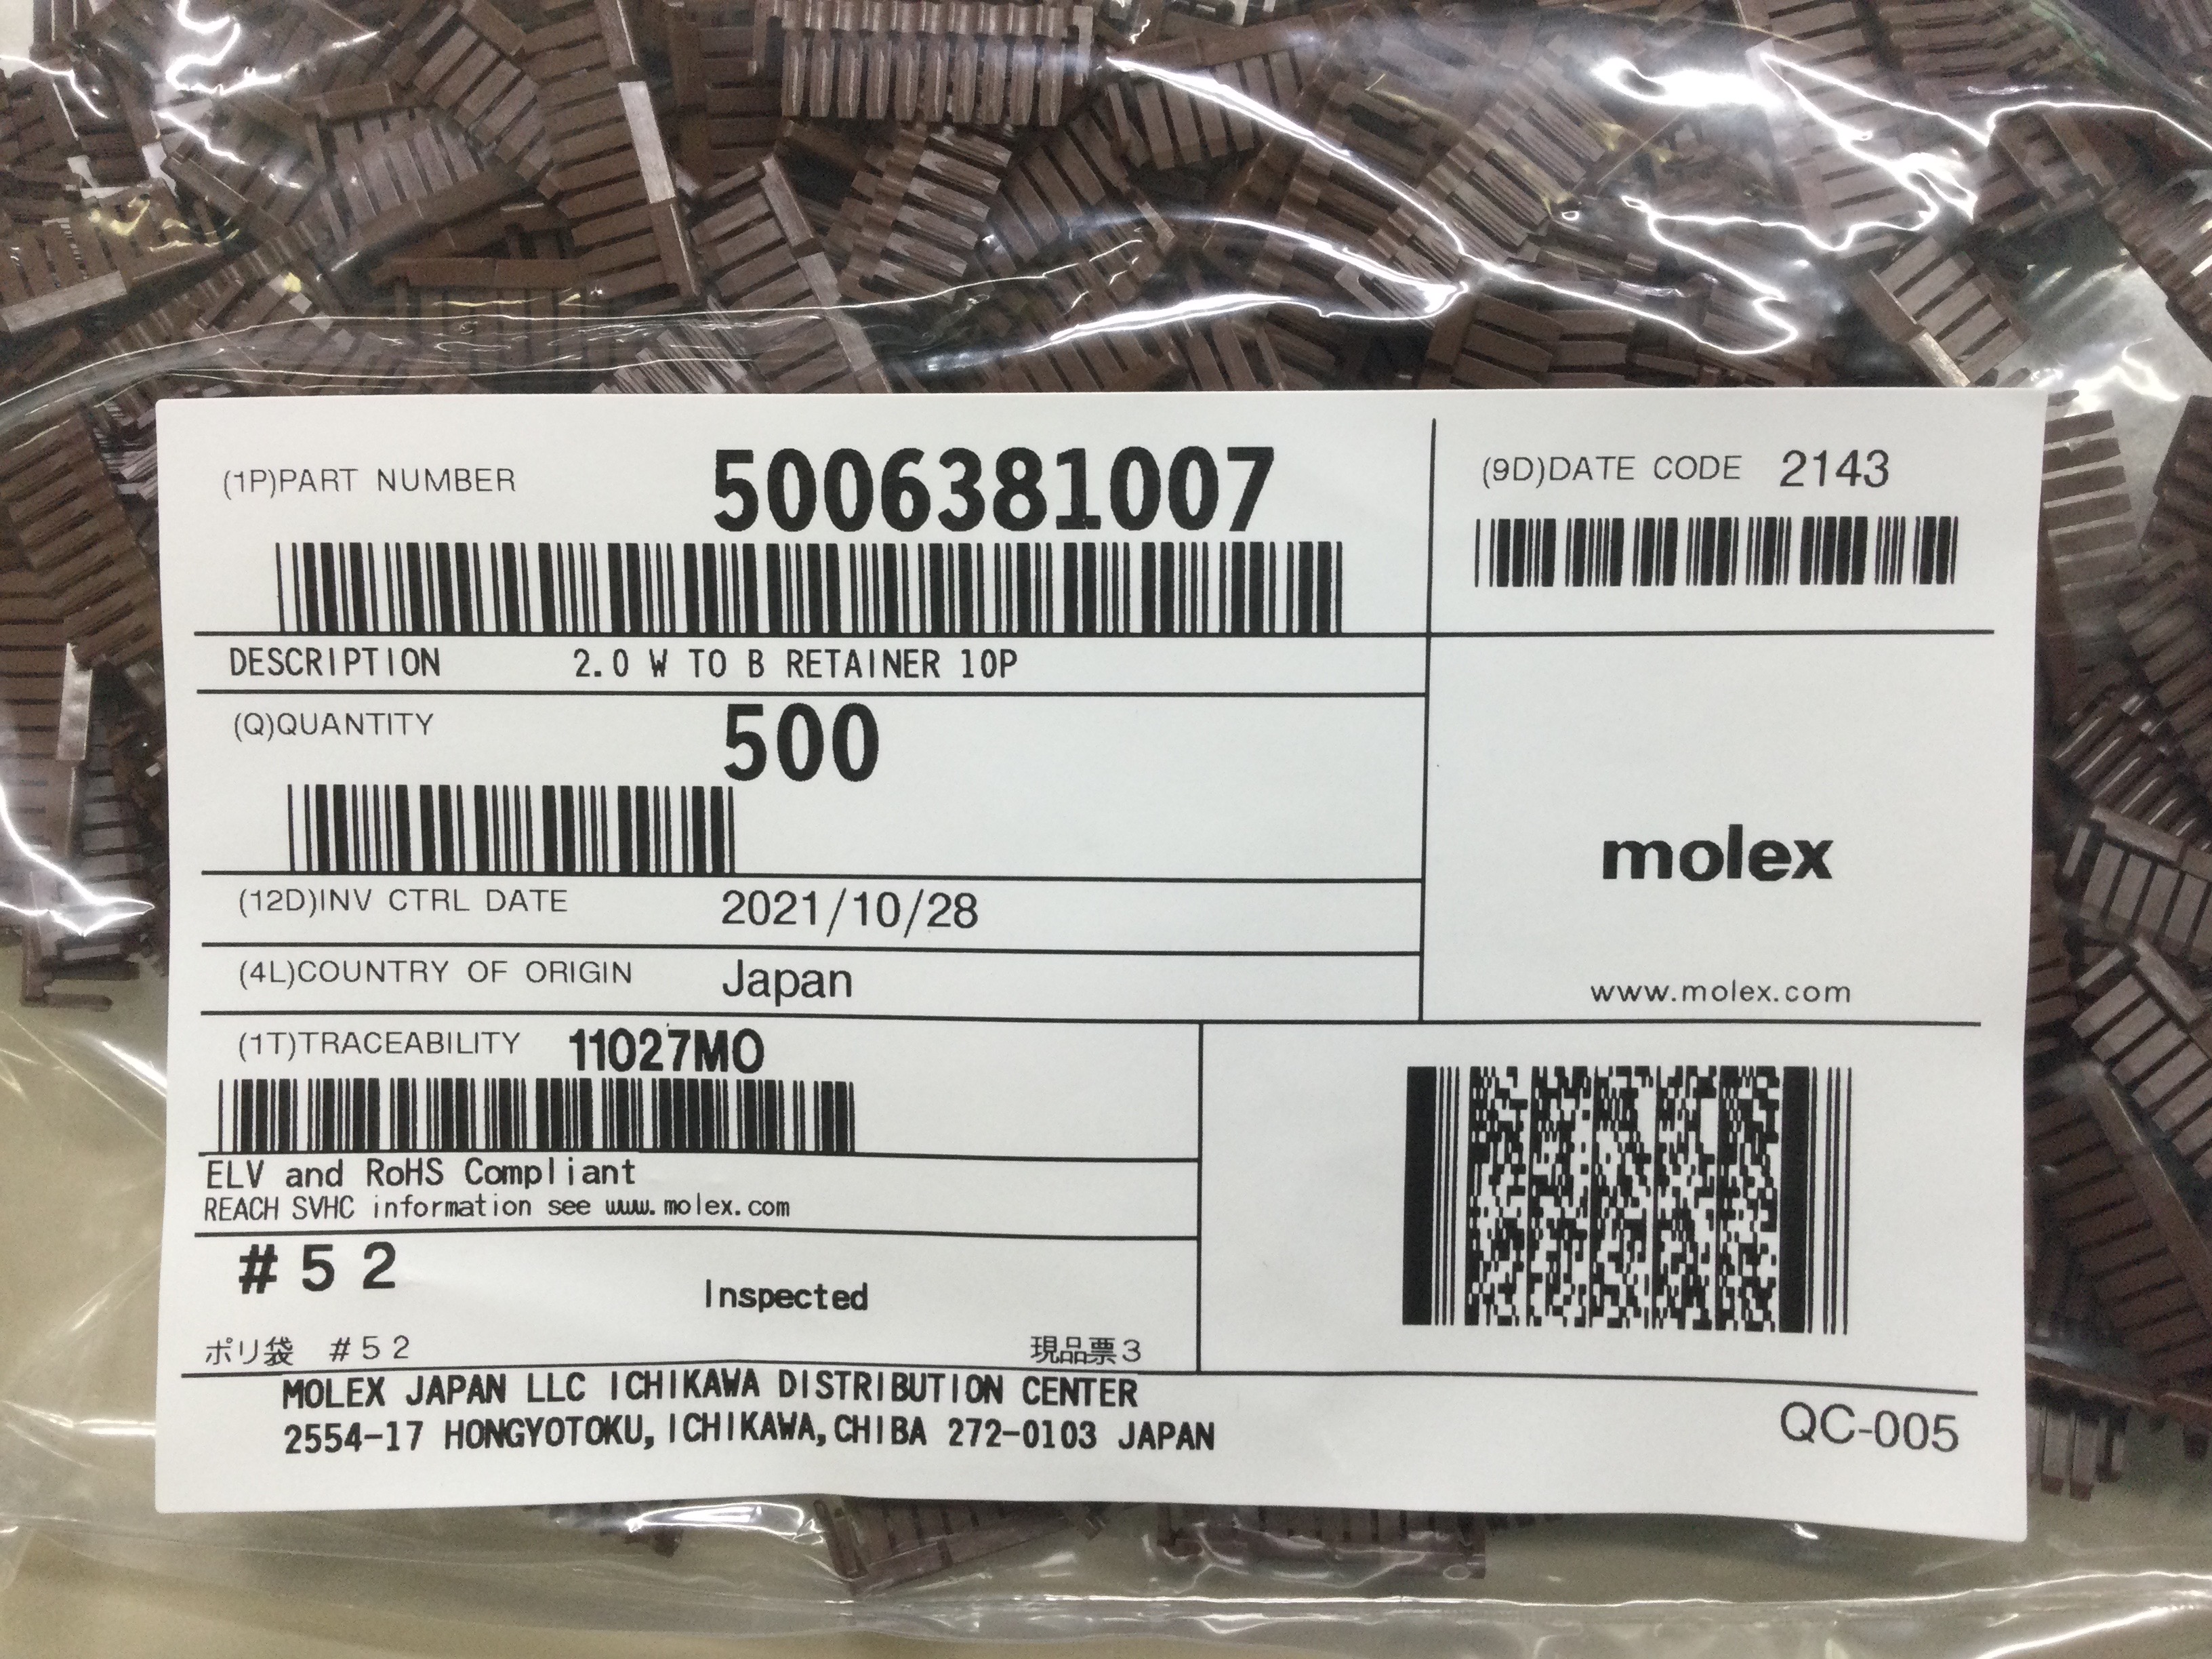 (1P)PART NUMBER 5006381007
(9D)DATE CODE 2143
DESCRIPTION 2.0 W TO B RETAINER 10P
(Q)QUANTITY 500
(12D)INV CTRL DATE 2021/10/28
(4L)COUNTRY OF ORIGIN Japan
molex
www.molex.com
(1T)TRACEABILITY 11027MO
ELV and RoHS Compliant
REACH SVHC information see www.molex.com
#52
Inspected
ポリ袋 #52 現品票3
MOLEX JAPAN LLC ICHIKAWA DISTRIBUTION CENTER
2554-17 HONGYOTOKU, ICHIKAWA, CHIBA 272-0103 JAPAN
QC-005